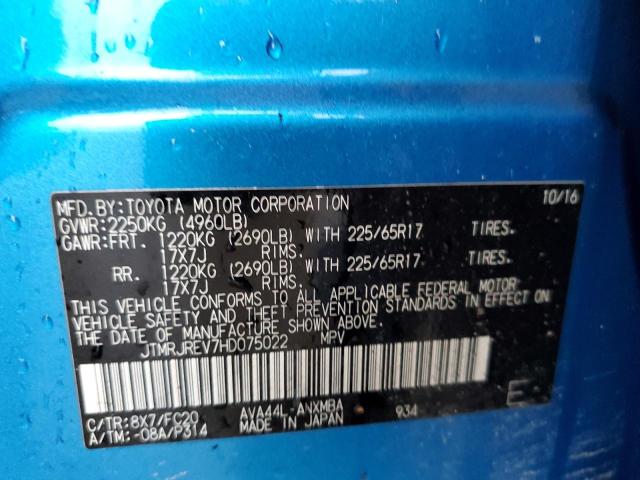 MFD.BY:TOYOTA MOTOR CORPORATION 10/16
GVWR:2250KG (4960LB)
GAWR:FRT. 1220KG (2690LB) WITH 225/65R17 TIRES.
17X7J RIMS.
RR. 1220KG (2690LB) WITH 225/65R17 TIRES.
17X7J RIMS.
THIS VEHICLE CONFORMS TO ALL APPLICABLE FEDERAL MOTOR
VEHICLE SAFETY AND THEFT PREVENTION STANDARDS IN EFFECT ON
THE DATE OF MANUFACTURE SHOWN ABOVE.
JTMRJREV7HD075022 MPV
C/TR:8X7/FC20 AVA44L-ANXMBA 934 E
A/TM:-08A/P314 MADE IN JAPAN